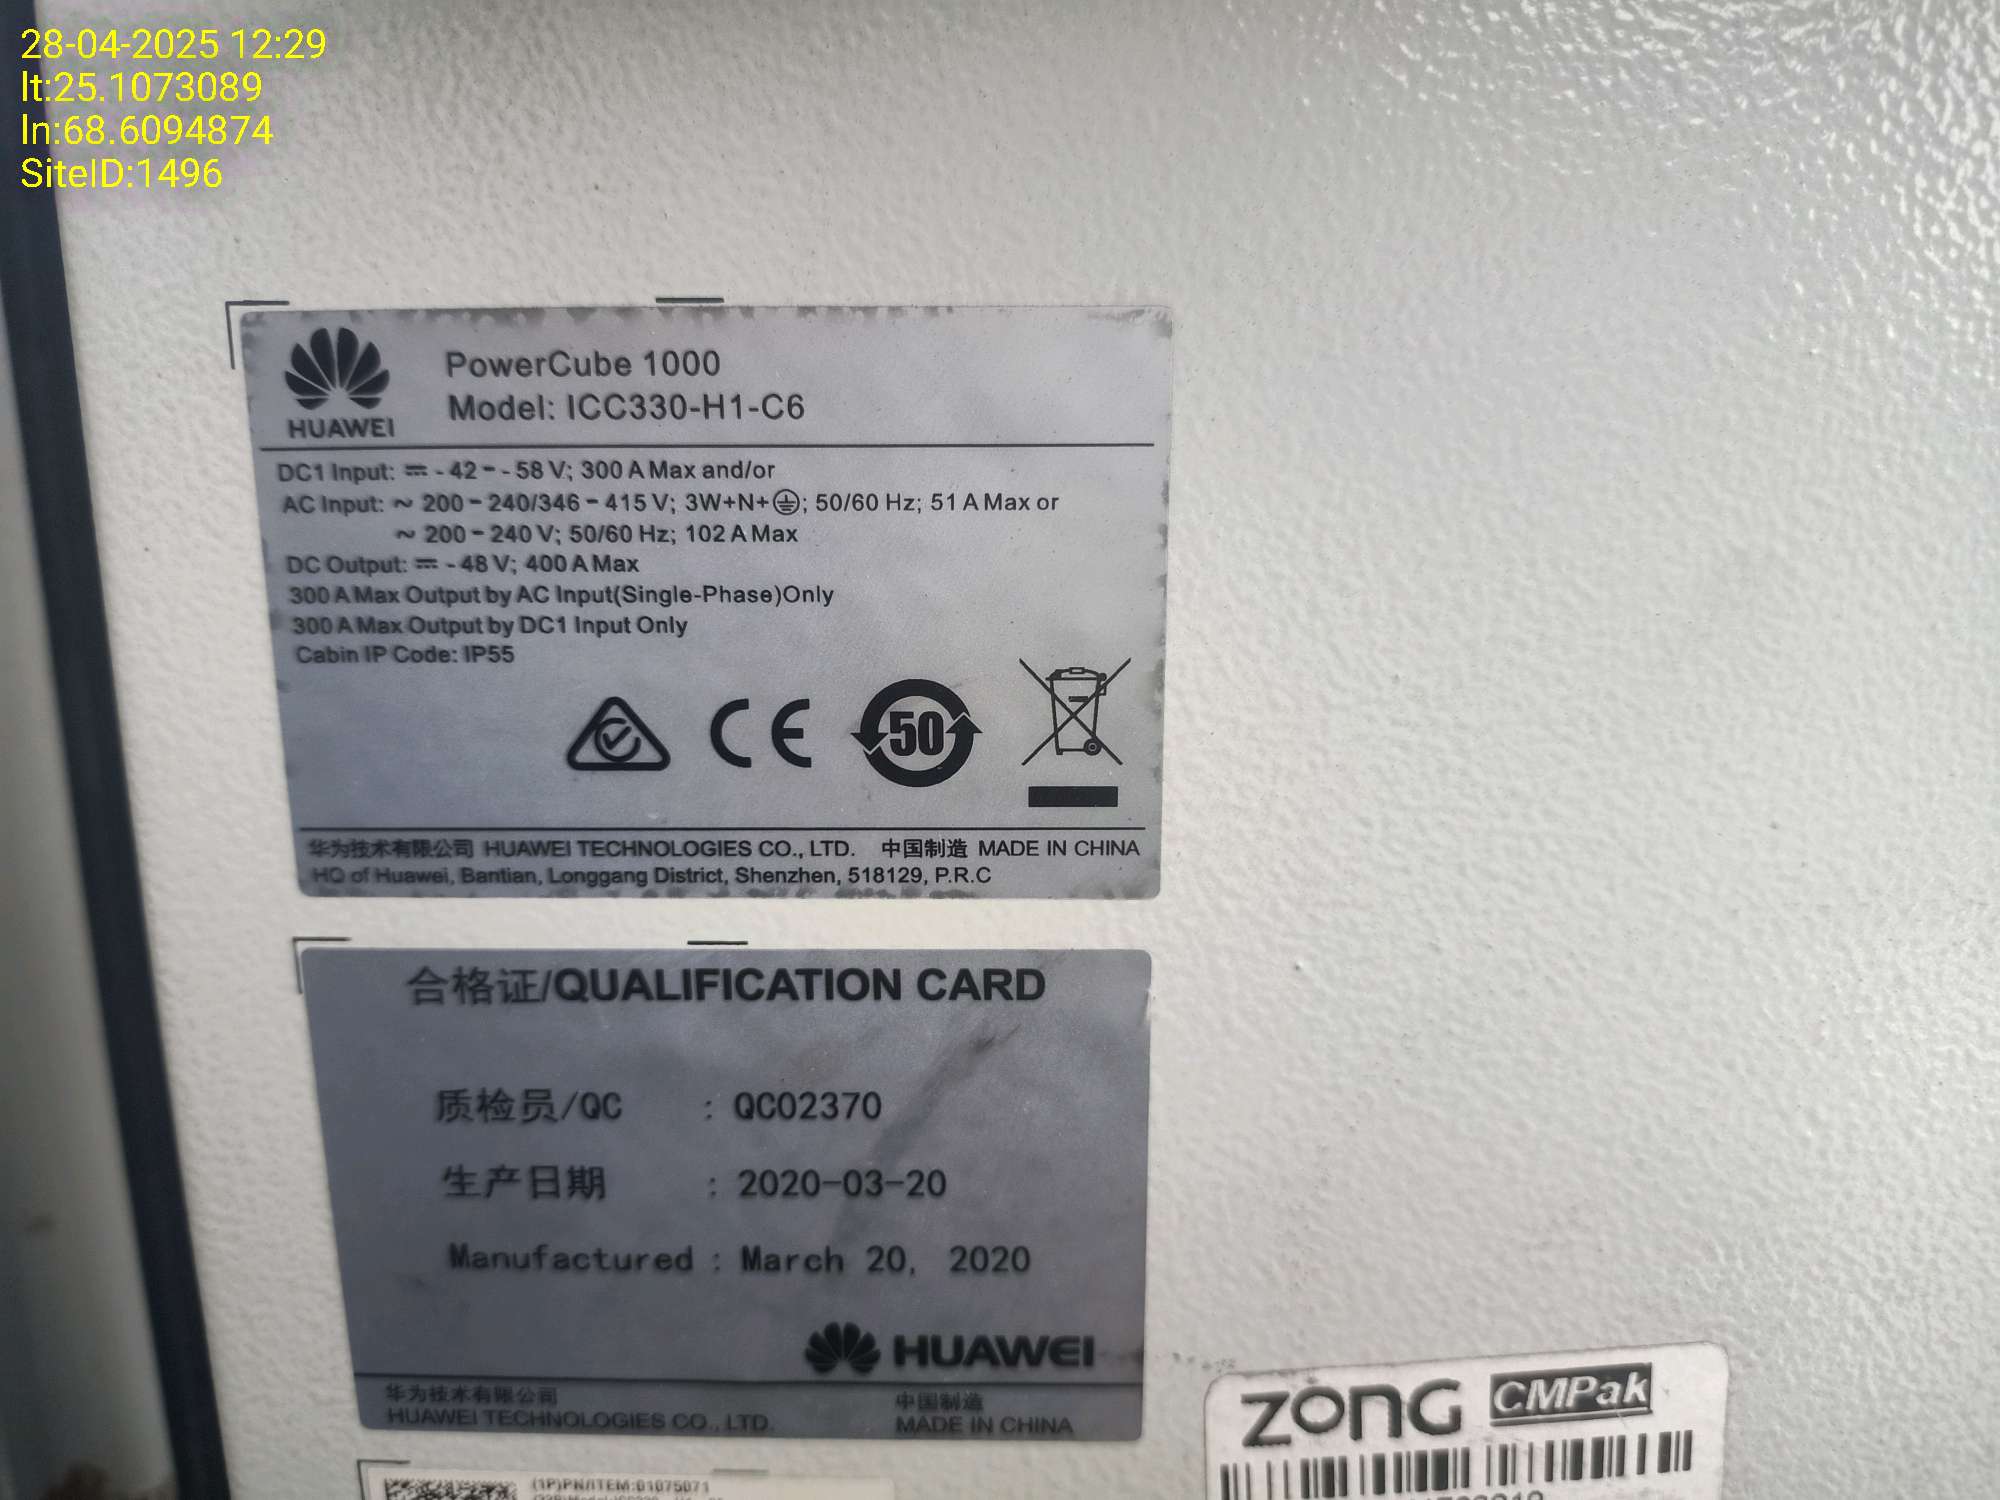 28-04-2025 12:29
lt:25.1073089
ln:68.6094874
SiteID:1496
HUAWEI
PowerCube 1000
Model: ICC330-H1-C6
DC1 Input: ⎓ - 42 - - 58 V; 300 A Max and/or
AC Input: ~ 200 - 240/346 - 415 V; 3W+N+⏚; 50/60 Hz; 51 A Max or
~ 200 - 240 V; 50/60 Hz; 102 A Max
DC Output: ⎓ - 48 V; 400 A Max
300 A Max Output by AC Input(Single-Phase)Only
300 A Max Output by DC1 Input Only
Cabin IP Code: IP55
CE
50
华为技术有限公司 HUAWEI TECHNOLOGIES CO., LTD. 中国制造 MADE IN CHINA
HQ of Huawei, Bantian, Longgang District, Shenzhen, 518129, P.R.C
合格证/QUALIFICATION CARD
质检员/QC : QC02370
生产日期 : 2020-03-20
Manufactured : March 20, 2020
HUAWEI
华为技术有限公司 中国制造
HUAWEI TECHNOLOGIES CO., LTD. MADE IN CHINA
zong CMPak
(1P)PN/ITEM:01075071